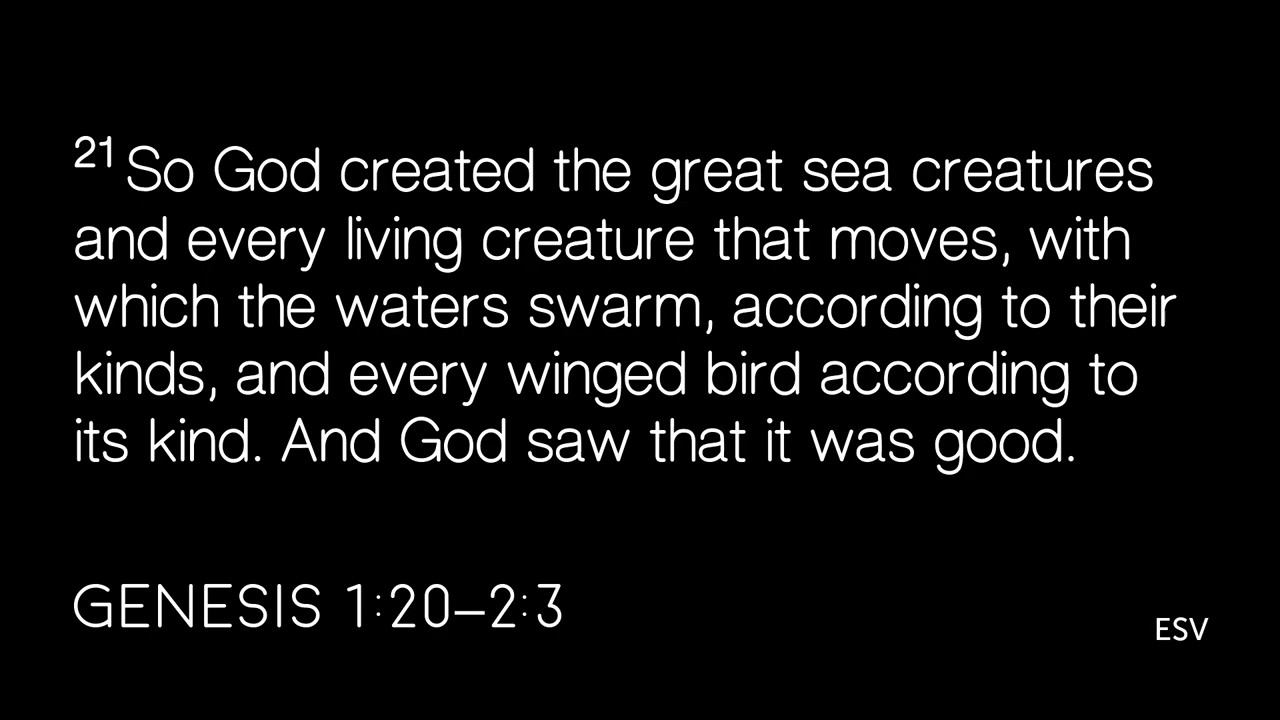 21 So God created the great sea creatures
and every living creature that moves, with
which the waters swarm, according to their
kinds, and every winged bird according to
its kind. And God saw that it was good.
GENESIS 1:20–2:3
ESV